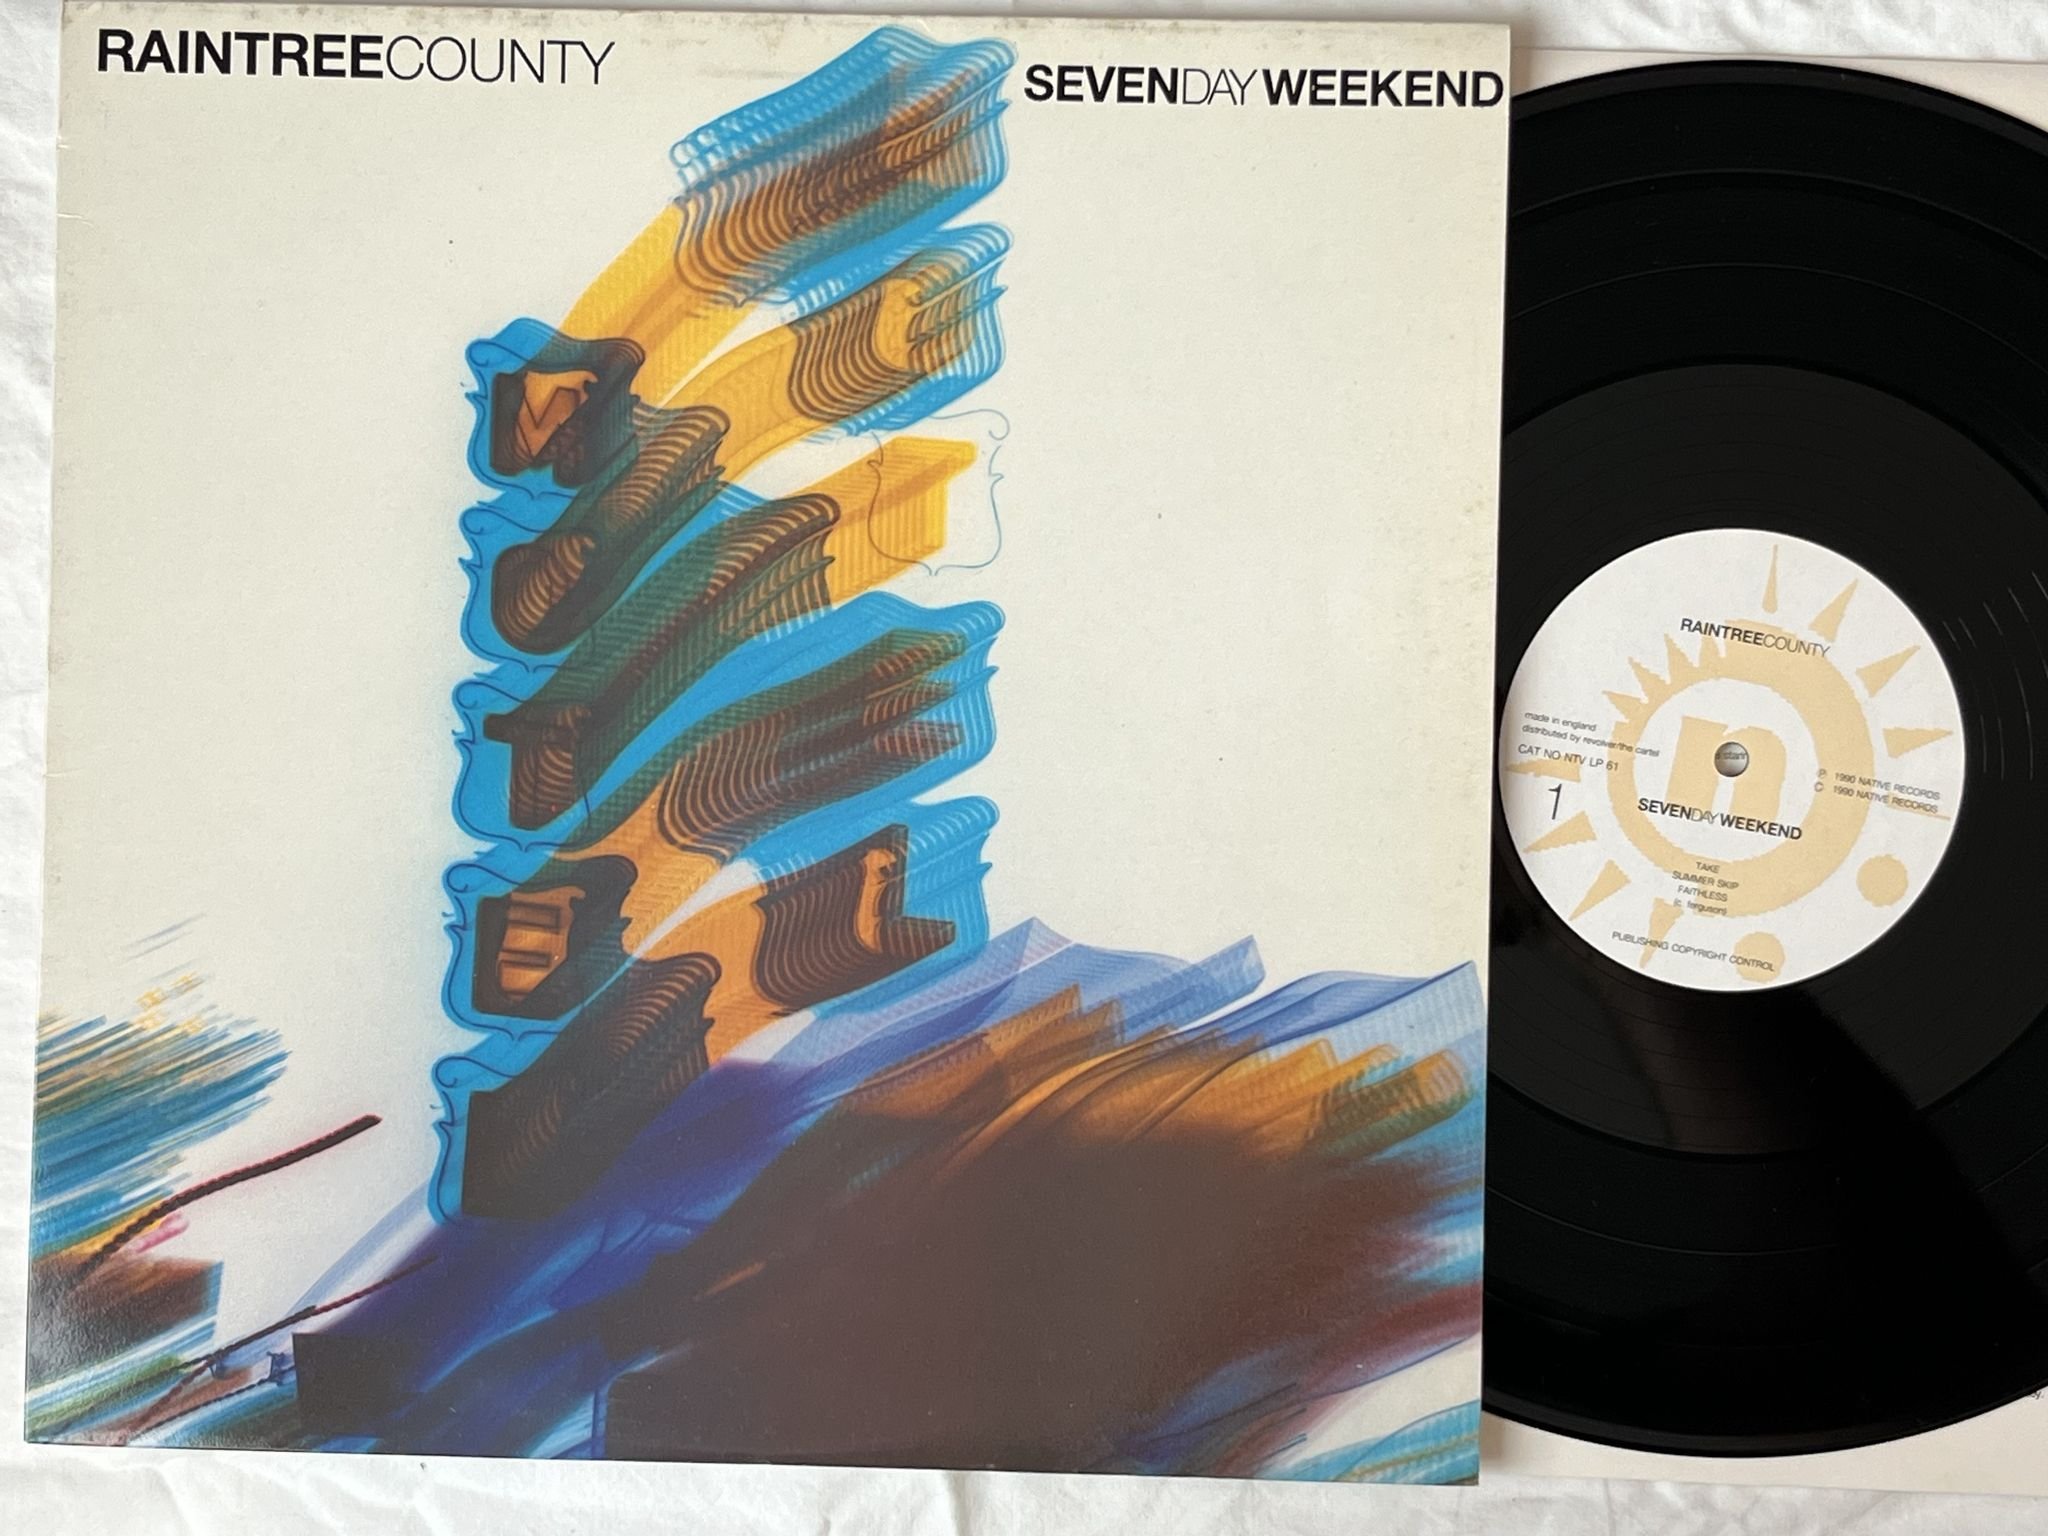 RAINTREECOUNTY
SEVENDAYWEEKEND
RAINTREECOUNTY
made in england
distributed by revolver/the cartel
CAT NO NTV LP 61
1
n
Ⓟ 1990 NATIVE RECORDS
© 1990 NATIVE RECORDS
SEVENDAYWEEKEND
TAKE
SUMMER SKIP
FAITHLESS
(c. ferguson)
PUBLISHING COPYRIGHT CONTROL